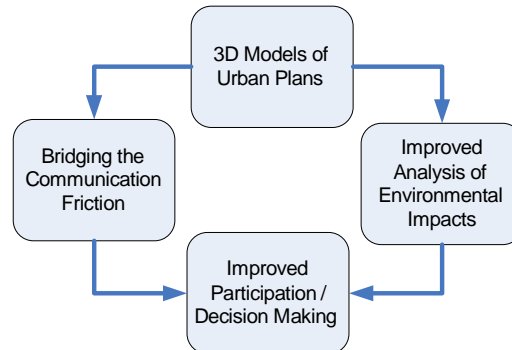 3D Models of
Urban Plans
Bridging the
Communication
Friction
Improved
Analysis of
Environmental
Impacts
Improved
Participation /
Decision Making